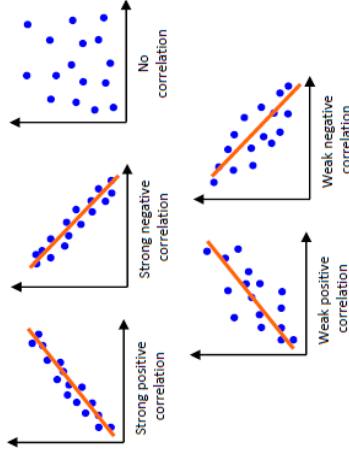 Strong positive
correlation
Strong negative
correlation
No
correlation
Weak positive
correlation
Weak negative
correlation